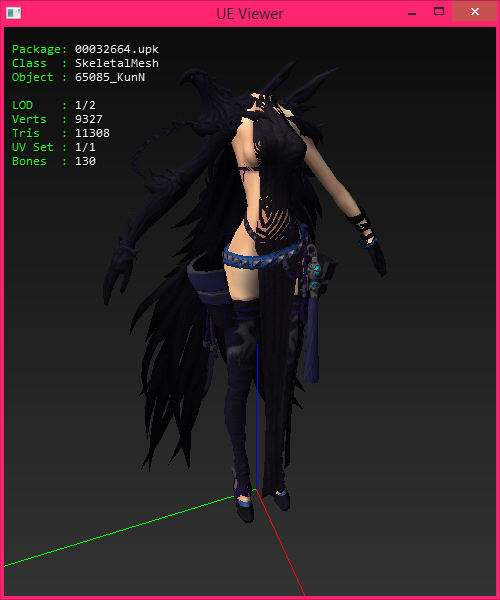 UE Viewer
Package: 00032664.upk
Class  : SkeletalMesh
Object : 65085_KunN
LOD    : 1/2
Verts  : 9327
Tris   : 11308
UV Set : 1/1
Bones  : 130